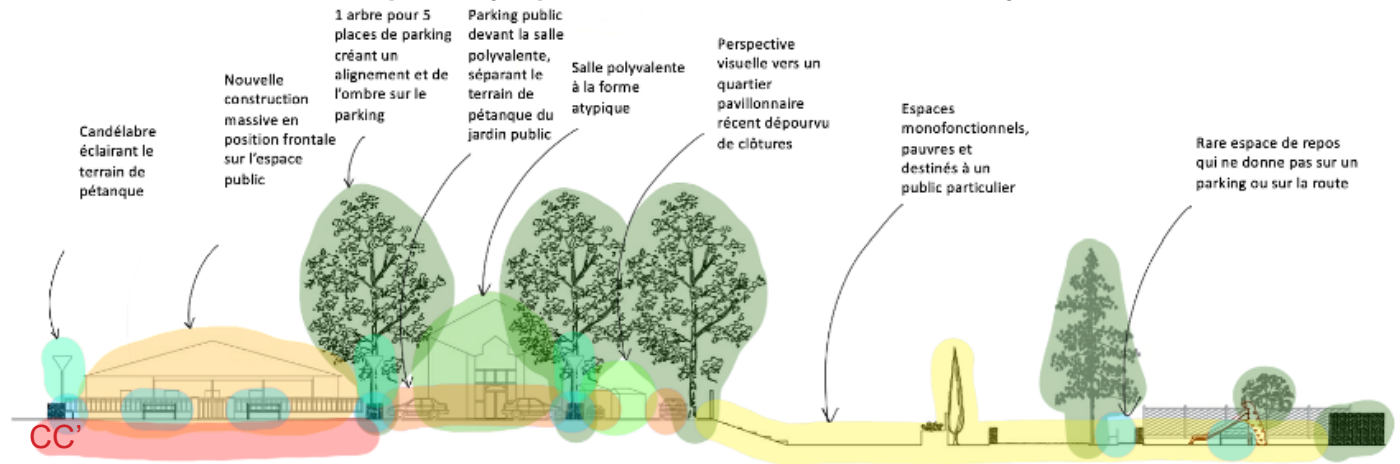 Candélabre
éclairant le
terrain de
pétanque
Nouvelle
construction
massive en
position frontale
sur l'espace
public
1 arbre pour 5
places de parking
créant un
alignement et de
l'ombre sur le
parking
Parking public
devant la salle
polyvalente,
séparant le
terrain de
pétanque du
jardin public
Salle polyvalente
à la forme
atypique
Perspective
visuelle vers un
quartier
pavillonnaire
récent dépourvu
de clôtures
Espaces
monofonctionnels,
pauvres et
destinés à un
public particulier
Rare espace de repos
qui ne donne pas sur un
parking ou sur la route
CC'